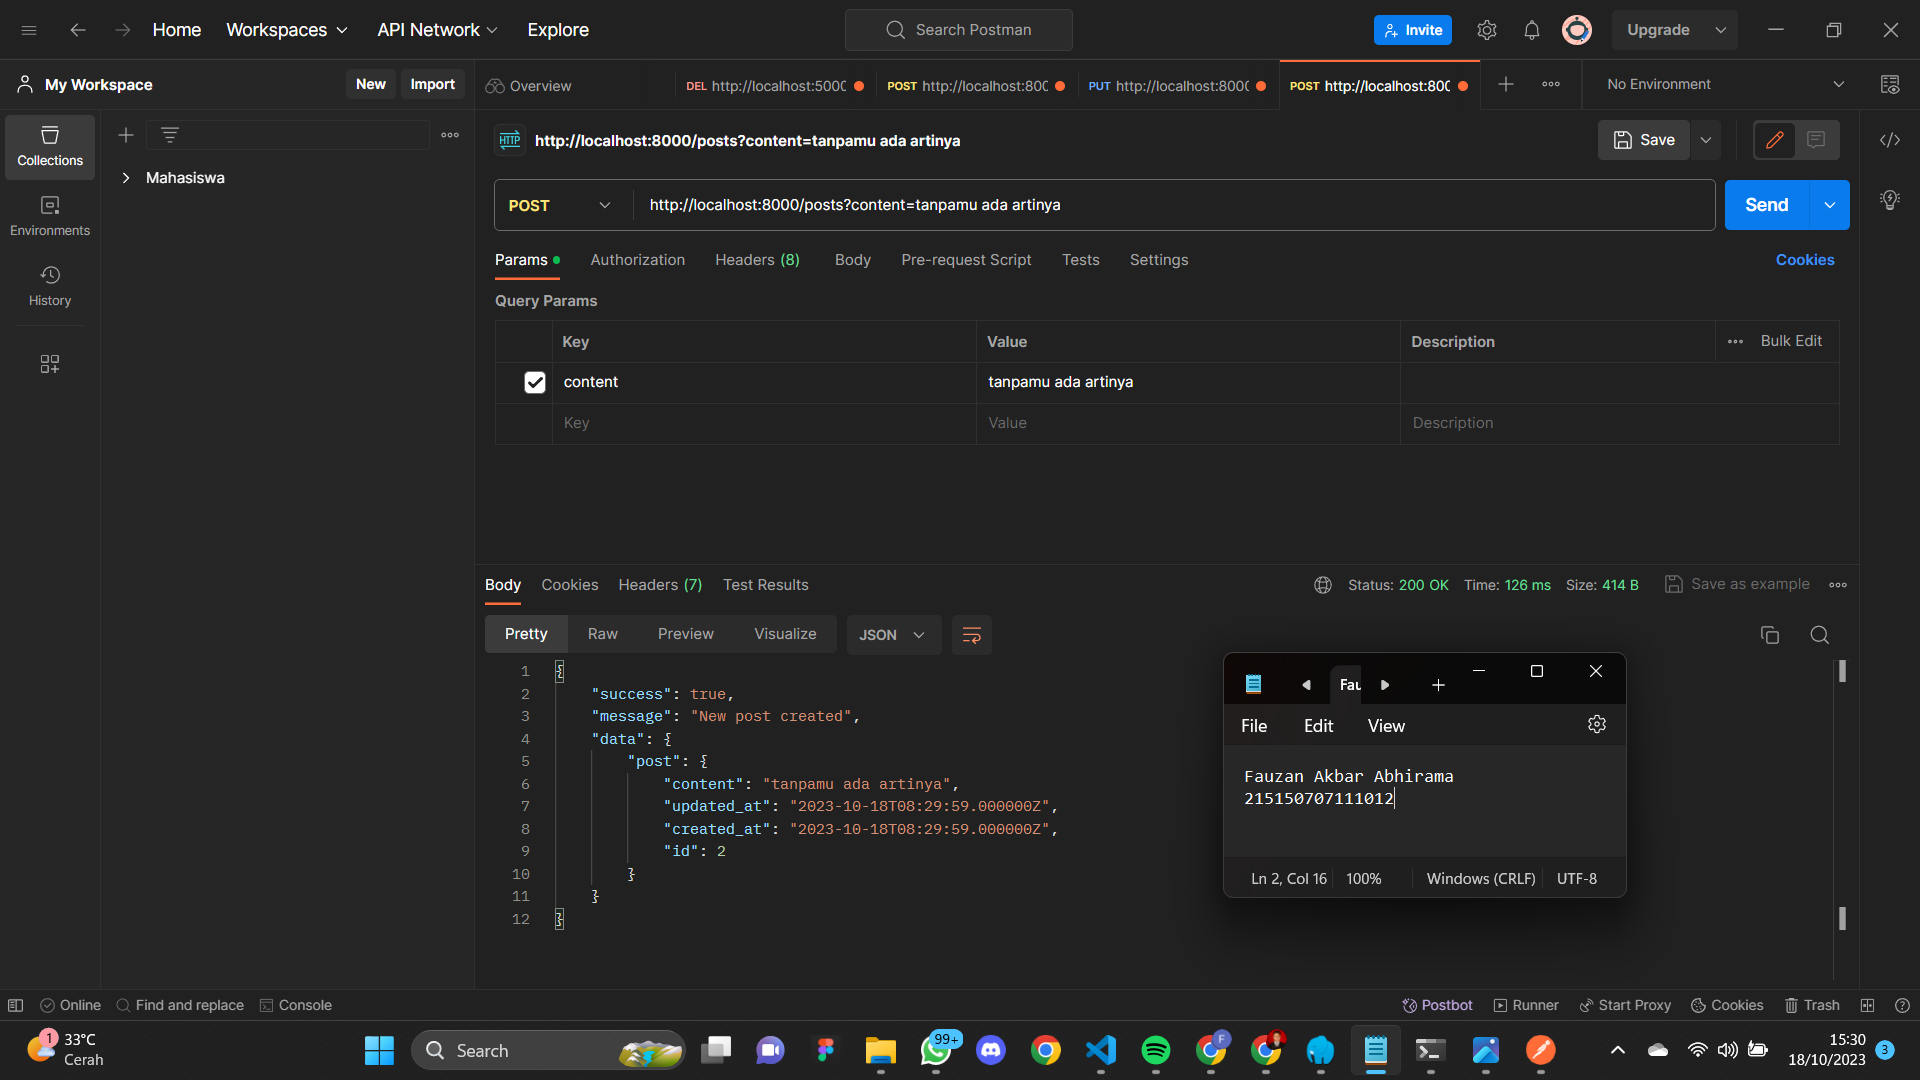 Home Workspaces API Network Explore Search Postman Invite Upgrade
My Workspace New Import Overview DEL http://localhost:5000 POST http://localhost:800 PUT http://localhost:8000 POST http://localhost:800 No Environment
Collections
Environments
History
Mahasiswa
HTTP http://localhost:8000/posts?content=tanpamu ada artinya Save
POST http://localhost:8000/posts?content=tanpamu ada artinya Send
Params Authorization Headers (8) Body Pre-request Script Tests Settings Cookies
Query Params
Key Value Description Bulk Edit
content tanpamu ada artinya
Key Value Description
Body Cookies Headers (7) Test Results Status: 200 OK Time: 126 ms Size: 414 B Save as example
Pretty Raw Preview Visualize JSON
1 {
2 "success": true,
3 "message": "New post created",
4 "data": {
5 "post": {
6 "content": "tanpamu ada artinya",
7 "updated_at": "2023-10-18T08:29:59.000000Z",
8 "created_at": "2023-10-18T08:29:59.000000Z",
9 "id": 2
10 }
11 }
12 }
Fau
File Edit View
Fauzan Akbar Abhirama
215150707111012
Ln 2, Col 16 100% Windows (CRLF) UTF-8
Online Find and replace Console Postbot Runner Start Proxy Cookies Trash
1 33°C
Cerah
Search
99+
F
15:30
18/10/2023
3